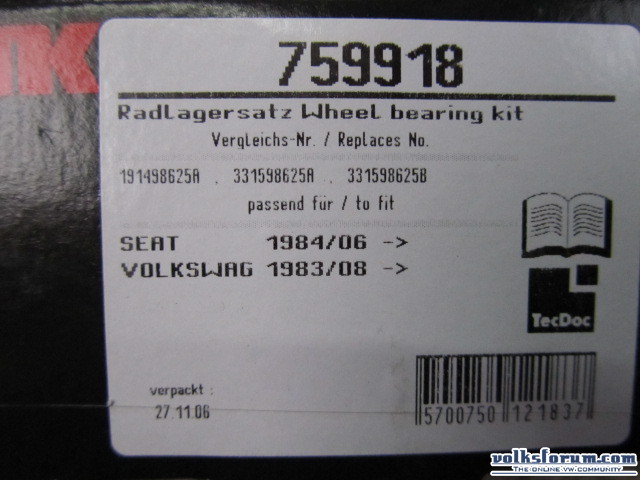 NK
759918
Radlagersatz Wheel bearing kit
Vergleichs-Nr. / Replaces No.
191498625A , 331598625A , 331598625B
passend für / to fit
SEAT 1984/06 ->
VOLKSWAG 1983/08 ->
TecDoc
verpackt :
27.11.06
5700750 121837
volksforum.com
THE ONLINE VW COMMUNITY